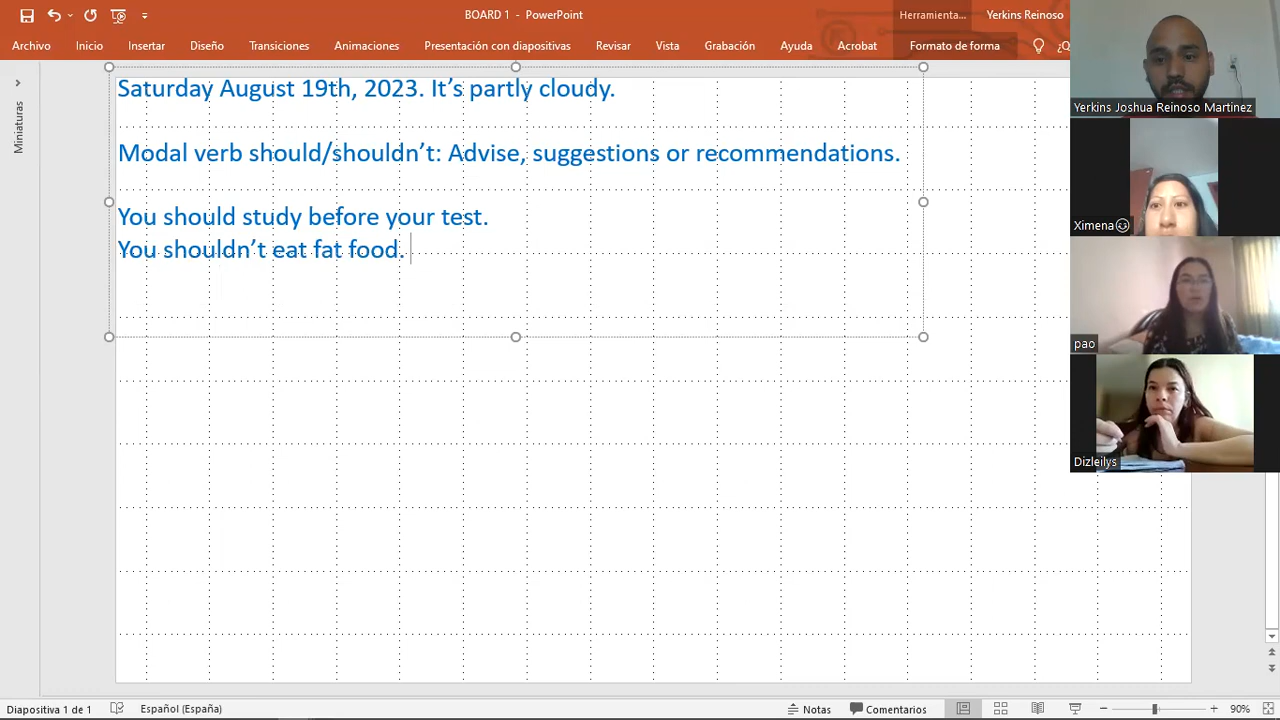 BOARD 1 - PowerPoint
Herramienta...
Yerkins Reinoso
Archivo
Inicio
Insertar
Diseño
Transiciones
Animaciones
Presentación con diapositivas
Revisar
Vista
Grabación
Ayuda
Acrobat
Formato de forma
Miniaturas
Saturday August 19th, 2023. It’s partly cloudy.
Modal verb should/shouldn’t: Advise, suggestions or recommendations.
You should study before your test.
You shouldn’t eat fat food.
Yerkins Joshua Reinoso Martínez
Ximena
pao
Dizleilys
Diapositiva 1 de 1
Español (España)
Notas
Comentarios
90%